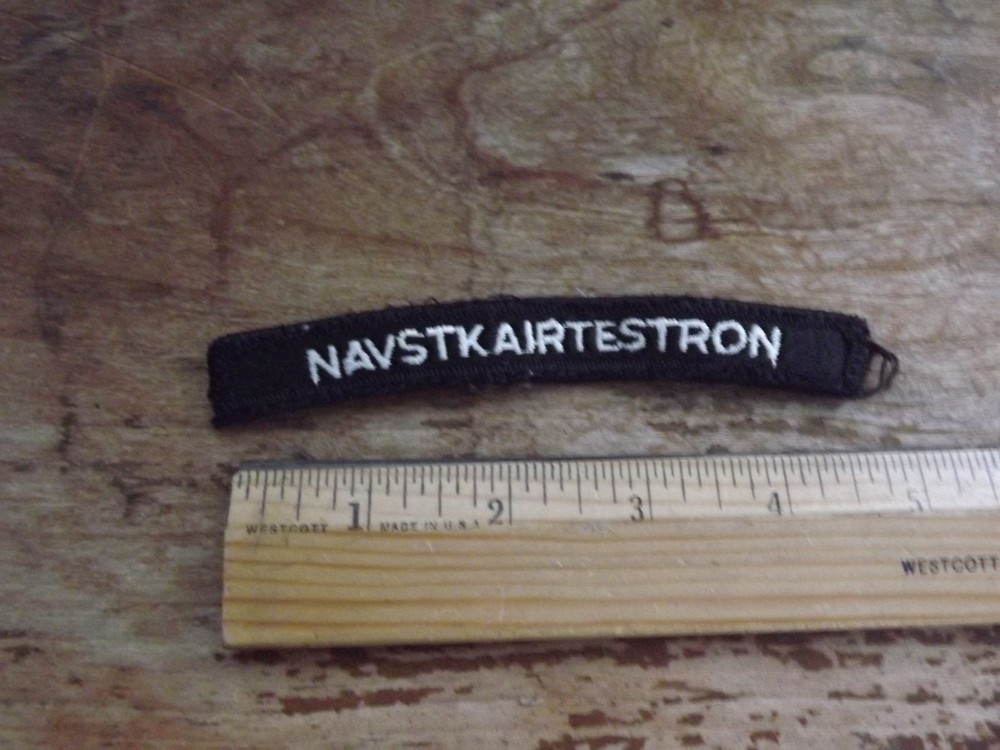 NAVSTKAIRTESTRON
1 2 3 4 5
WESTCOTT MADE IN U.S.A
WESTCOTT